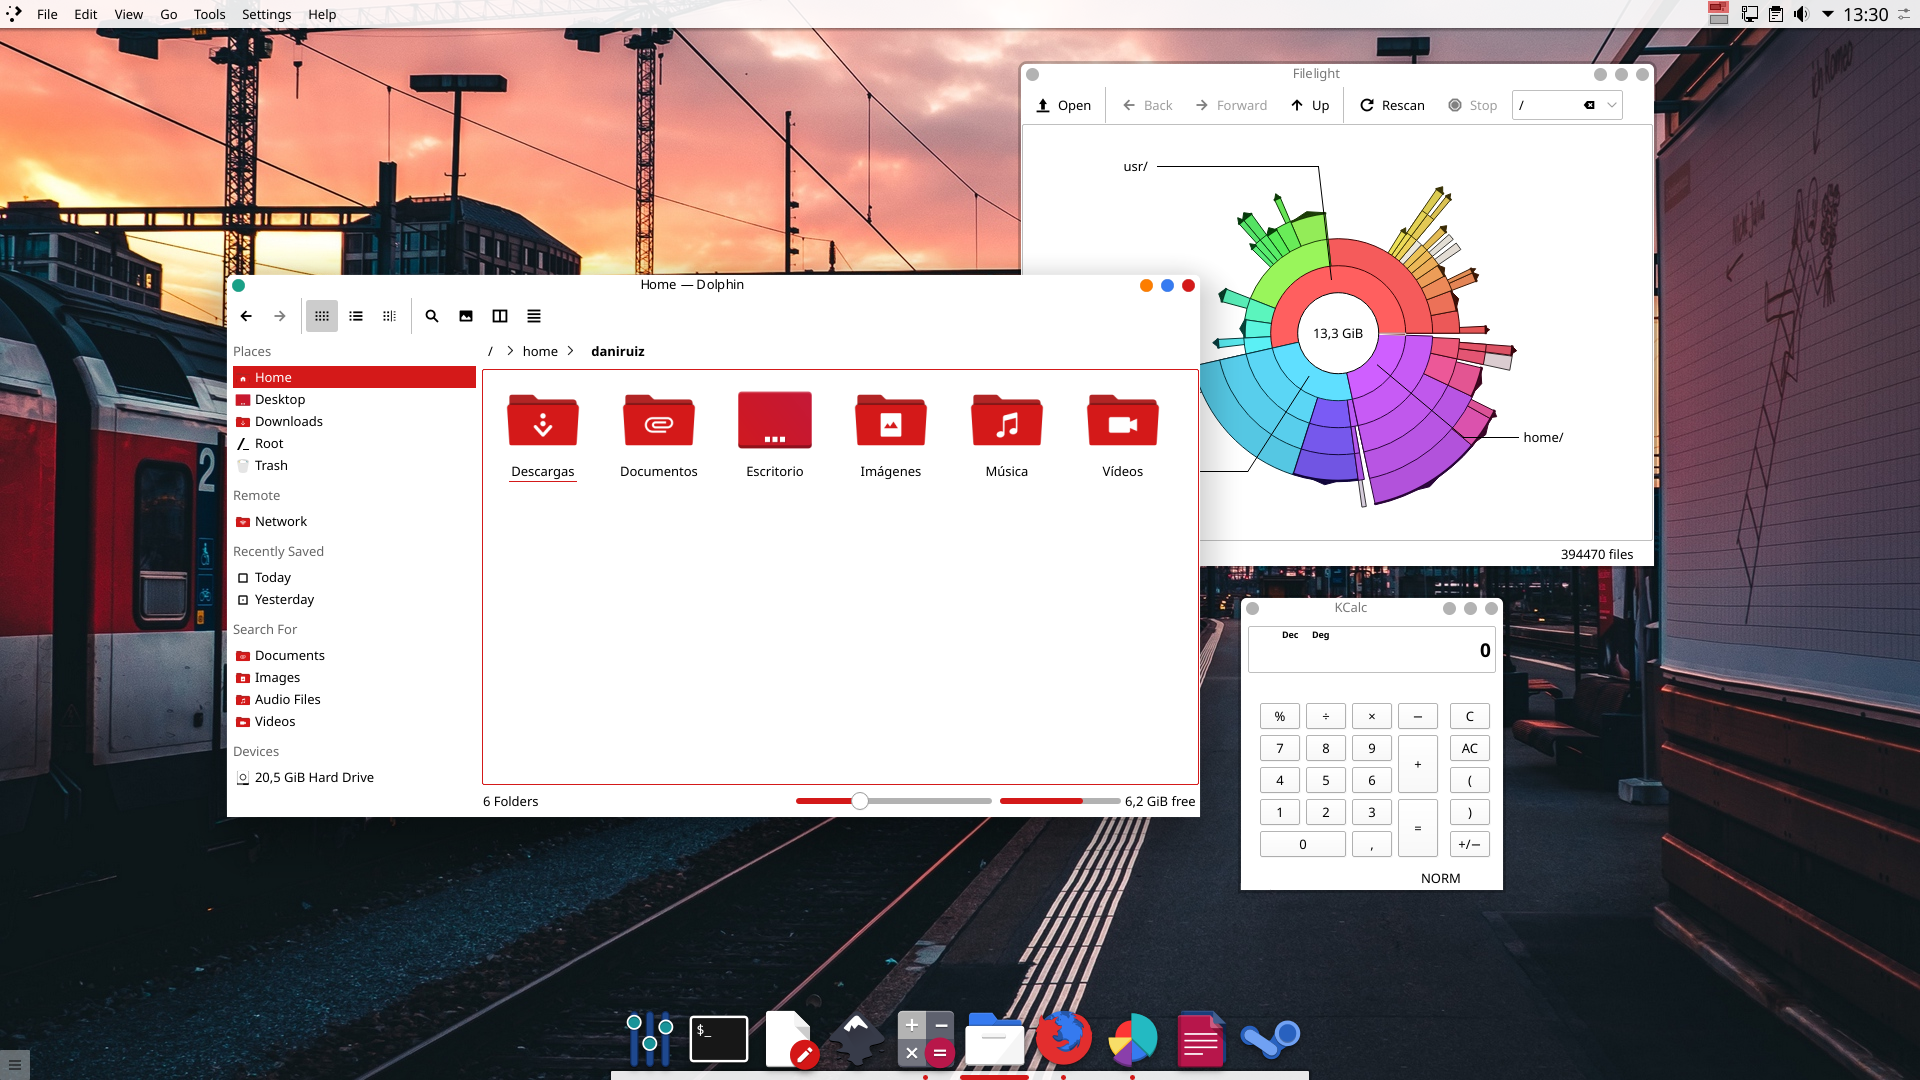 File Edit View Go Tools Settings Help
13:30
Filelight
Open Back Forward Up Rescan Stop /
usr/
13,3 GiB
home/
394470 files
Home — Dolphin
/ home daniruiz
Places
Home
Desktop
Downloads
Root
Trash
Remote
Network
Recently Saved
Today
Yesterday
Search For
Documents
Images
Audio Files
Videos
Devices
20,5 GiB Hard Drive
Descargas Documentos Escritorio Imágenes Música Vídeos
6 Folders
6,2 GiB free
KCalc
Dec Deg
0
% ÷ × − C
7 8 9 + AC
4 5 6 (
1 2 3 = )
0 , +/−
NORM
2
$_
+ −
× =